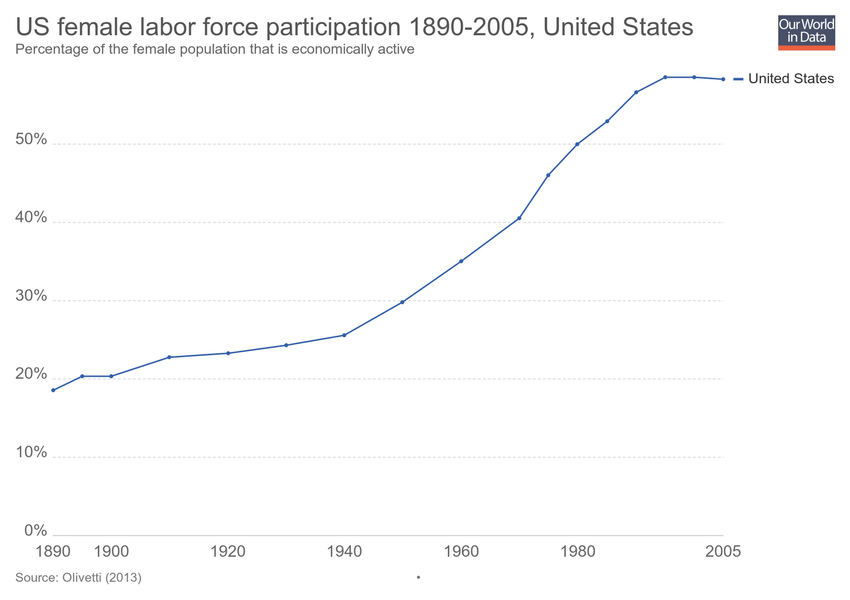 US female labor force participation 1890-2005, United States
Percentage of the female population that is economically active
Our World
in Data
United States
50%
40%
30%
20%
10%
0%
1890 1900 1920 1940 1960 1980 2005
Source: Olivetti (2013)